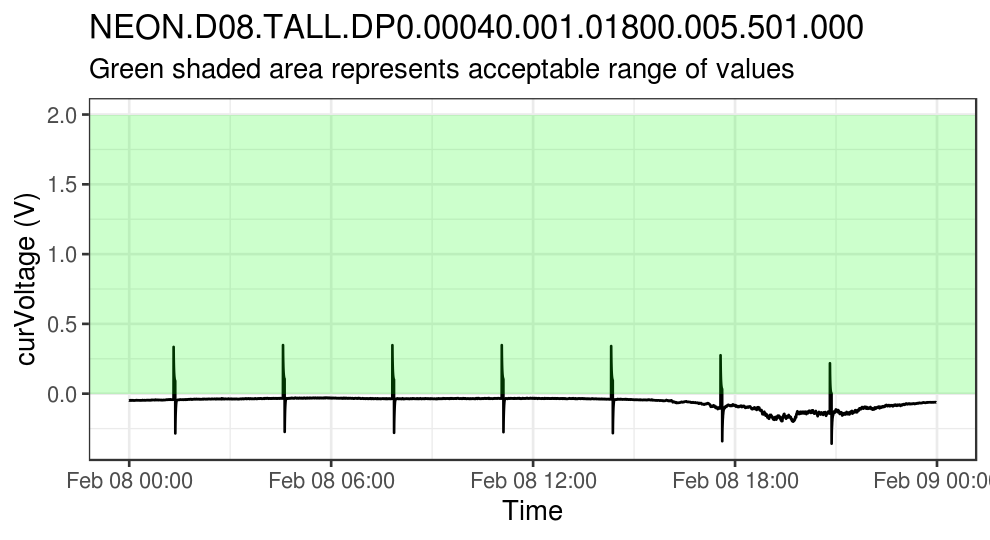 NEON.D08.TALL.DP0.00040.001.01800.005.501.000
Green shaded area represents acceptable range of values
curVoltage (V)
2.0
1.5
1.0
0.5
0.0
Feb 08 00:00 Feb 08 06:00 Feb 08 12:00 Feb 08 18:00 Feb 09 00:00
Time